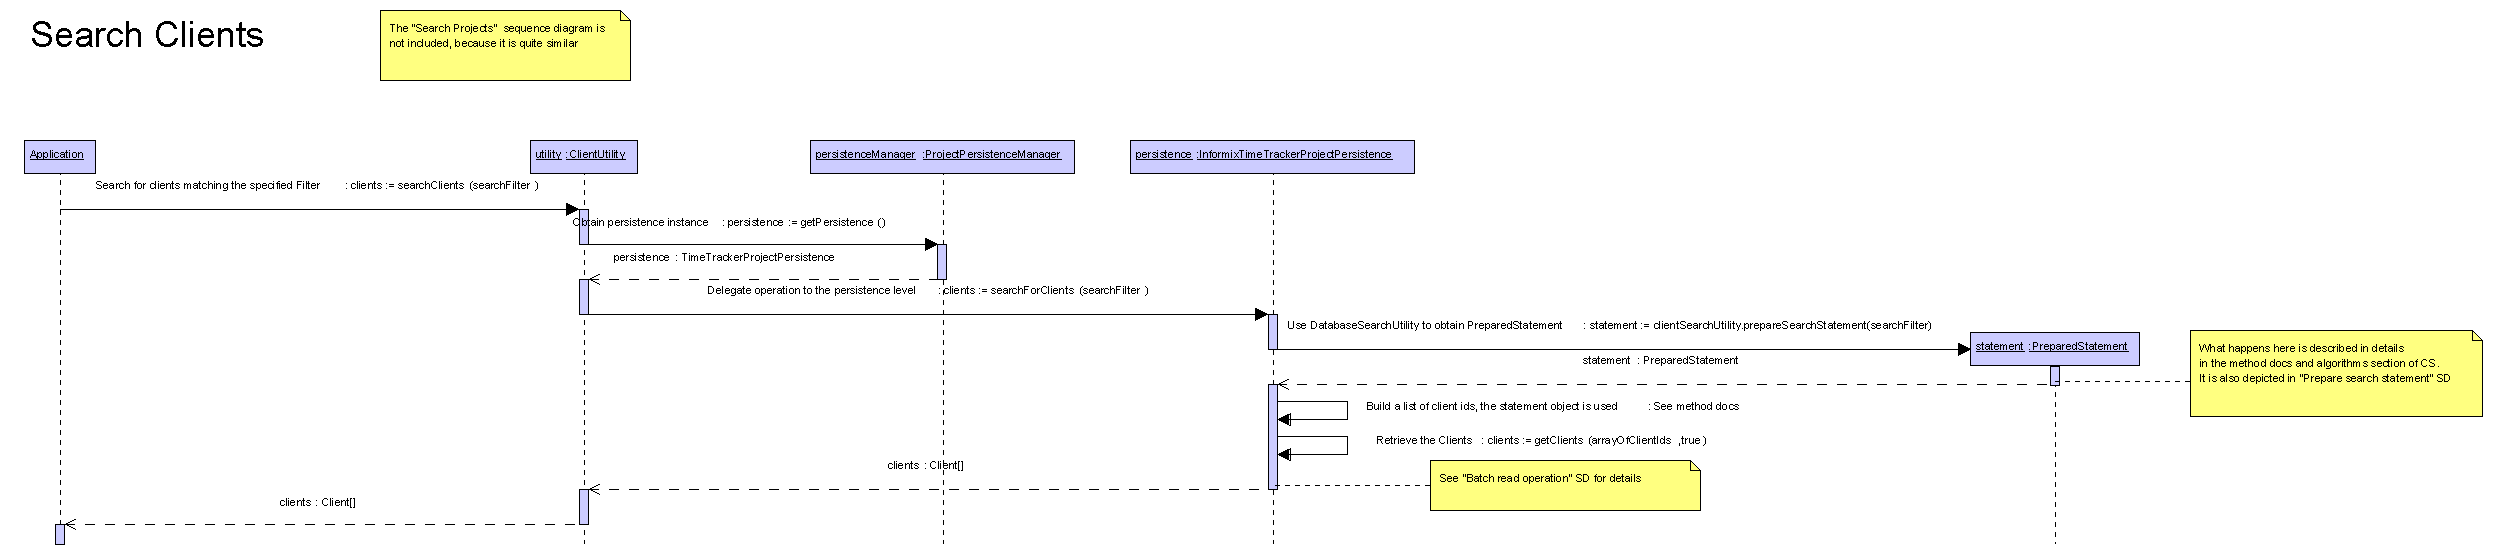 Search Clients
The "Search Projects" sequence diagram is
not included, because it is quite similar
Application
utility :ClientUtility
persistenceManager :ProjectPersistenceManager
persistence :InformixTimeTrackerProjectPersistence
Search for clients matching the specified Filter : clients := searchClients (searchFilter )
Obtain persistence instance : persistence := getPersistence ()
persistence : TimeTrackerProjectPersistence
Delegate operation to the persistence level : clients := searchForClients (searchFilter )
Use DatabaseSearchUtility to obtain PreparedStatement : statement := clientSearchUtility.prepareSearchStatement(searchFilter)
statement :PreparedStatement
statement : PreparedStatement
What happens here is described in details
in the method docs and algorithms section of CS.
It is also depicted in "Prepare search statement" SD
Build a list of client ids, the statement object is used : See method docs
Retrieve the Clients : clients := getClients (arrayOfClientIds ,true )
clients : Client[]
See "Batch read operation" SD for details
clients : Client[]